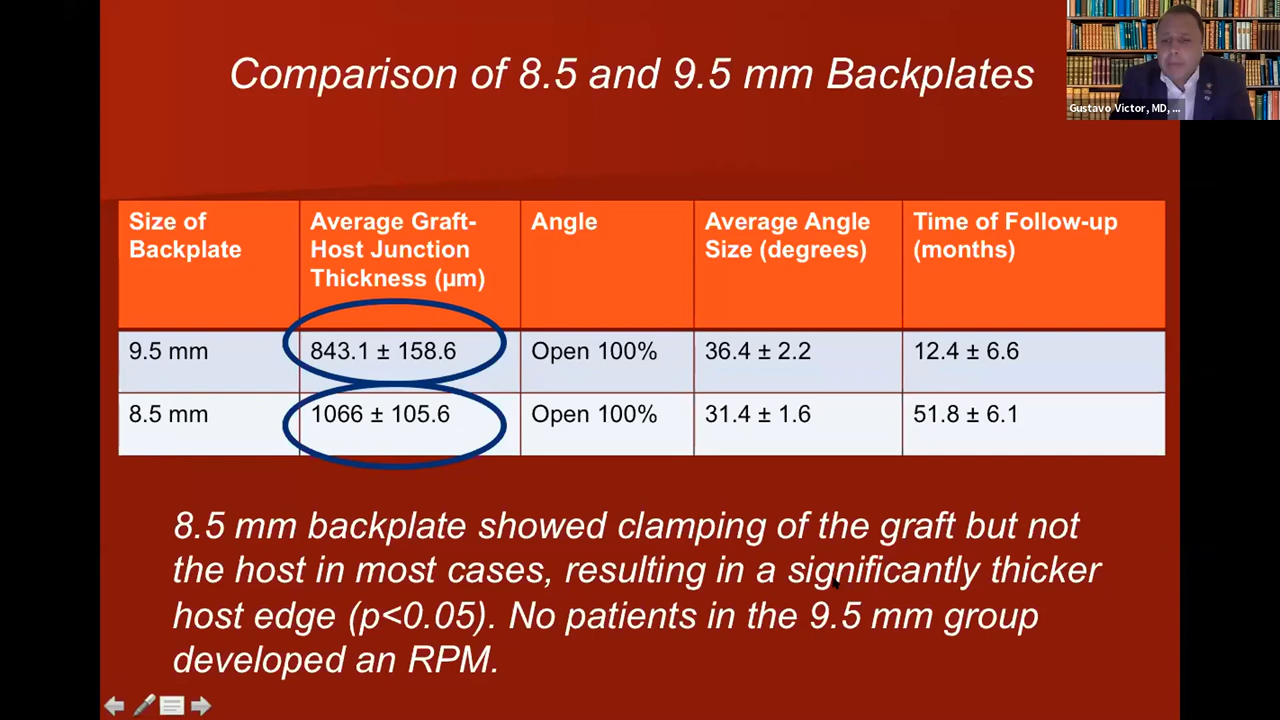 Comparison of 8.5 and 9.5 mm Backplates
Gustavo Victor, MD, ...
Size of Backplate
Average Graft-Host Junction Thickness (µm)
Angle
Average Angle Size (degrees)
Time of Follow-up (months)
9.5 mm
843.1 ± 158.6
Open 100%
36.4 ± 2.2
12.4 ± 6.6
8.5 mm
1066 ± 105.6
Open 100%
31.4 ± 1.6
51.8 ± 6.1
8.5 mm backplate showed clamping of the graft but not
the host in most cases, resulting in a significantly thicker
host edge (p<0.05). No patients in the 9.5 mm group
developed an RPM.